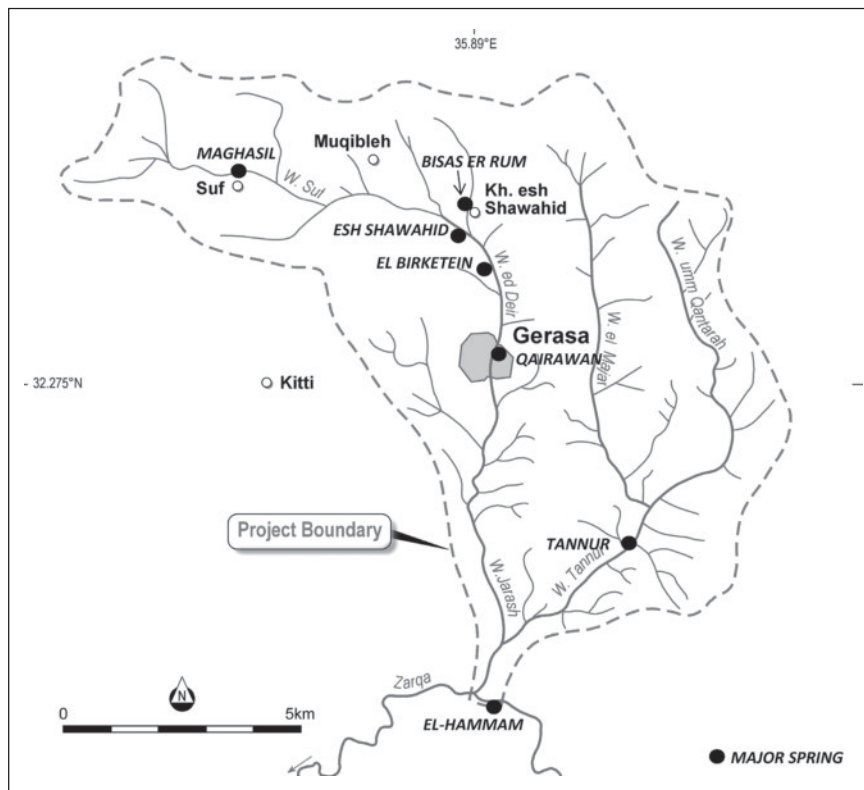 35.89°E
Muqibleh
MAGHASIL
BISAS ER RUM
Suf
W. Suf
Kh. esh
Shawahid
ESH SHAWAHID
EL BIRKETEIN
W. ed Deir
W. umm Qantarah
Gerasa
QAIRAWAN
W. el Majar
32.275°N
Kitti
Project Boundary
TANNUR
W. Tannur
W.Jarash
Zarqa
N
0
5km
EL-HAMMAM
MAJOR SPRING